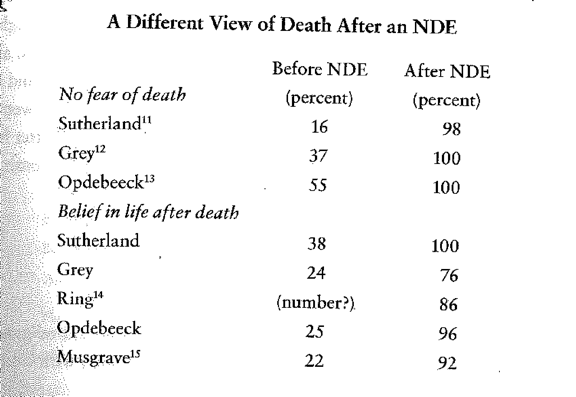 A Different View of Death After an NDE
Before NDE After NDE
No fear of death (percent) (percent)
Sutherland¹¹ 16 98
Grey¹² 37 100
Opdebeeck¹³ 55 100
Belief in life after death
Sutherland 38 100
Grey 24 76
Ring¹⁴ (number?) 86
Opdebeeck 25 96
Musgrave¹⁵ 22 92